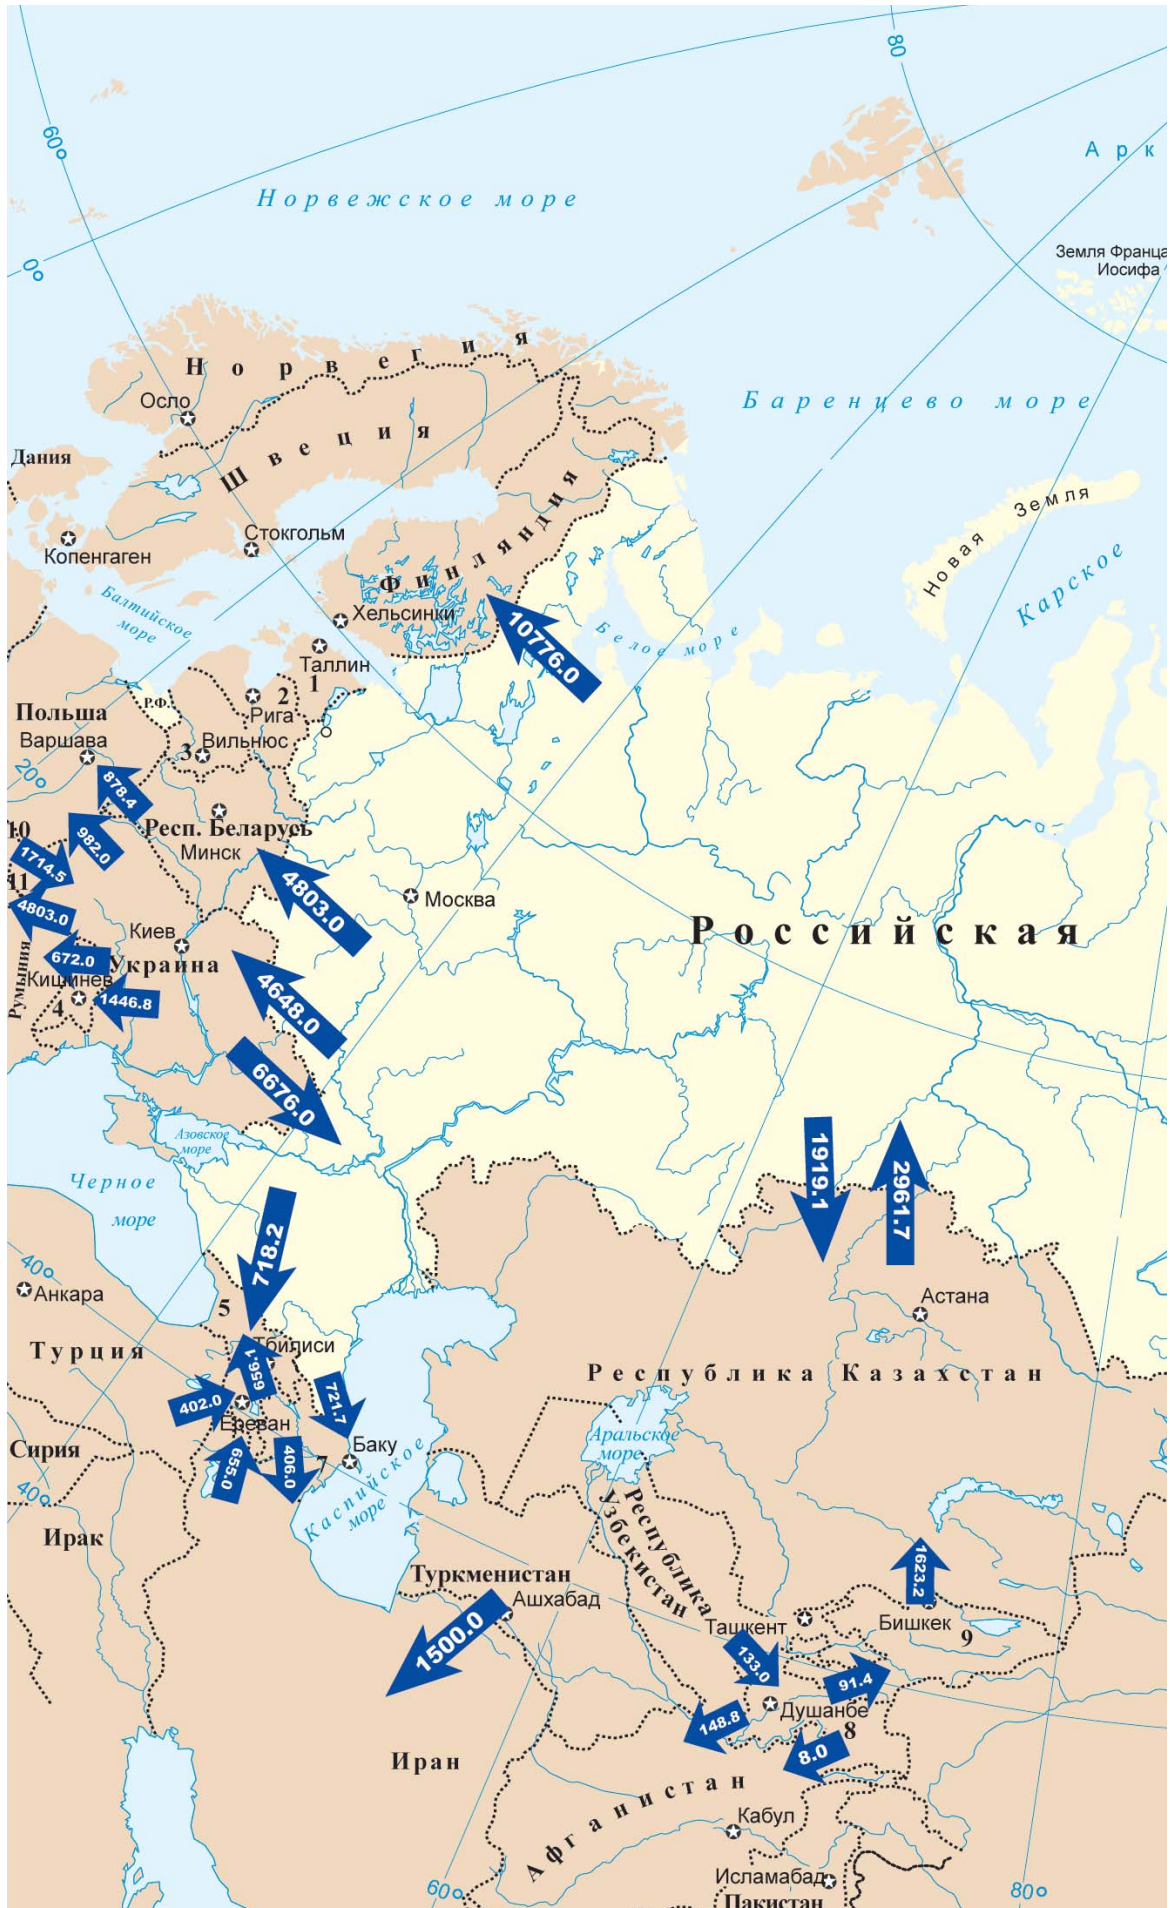 80
60°
А р к
Норвежское море
0°
Земля Франца
Иосифа
Норвегия
Осло
Баренцево море
Швеция
Дания
Финляндия
Новая Земля
Стокгольм
Копенгаген
Карское
Балтийское
море
Хельсинки
10776.0
Белое море
Таллин
1
2
Р.Ф.
Рига
Польша
Варшава
3
Вильнюс
20°
878.4
10
982.0
Респ. Беларусь
Минск
1714.5
11
4803.0
4803.0
Москва
Российская
Киев
672.0
Украина
Румыния
Кишинев
4
1446.8
4648.0
6676.0
Азовское
море
1919.1
2961.7
Черное
море
718.2
40°
Анкара
5
Астана
Турция
Тбилиси
656.1
Республика Казахстан
402.0
721.7
Ереван
Аральское
море
Сирия
655.0
406.0
7
Баку
40°
Каспийское
море
Ирак
Республика
Узбекистан
1623.2
Туркменистан
Ашхабад
Ташкент
Бишкек
9
1500.0
133.0
91.4
148.8
Душанбе
8
8.0
Иран
Афганистан
Кабул
Исламабад
60°
80°
Пакистан